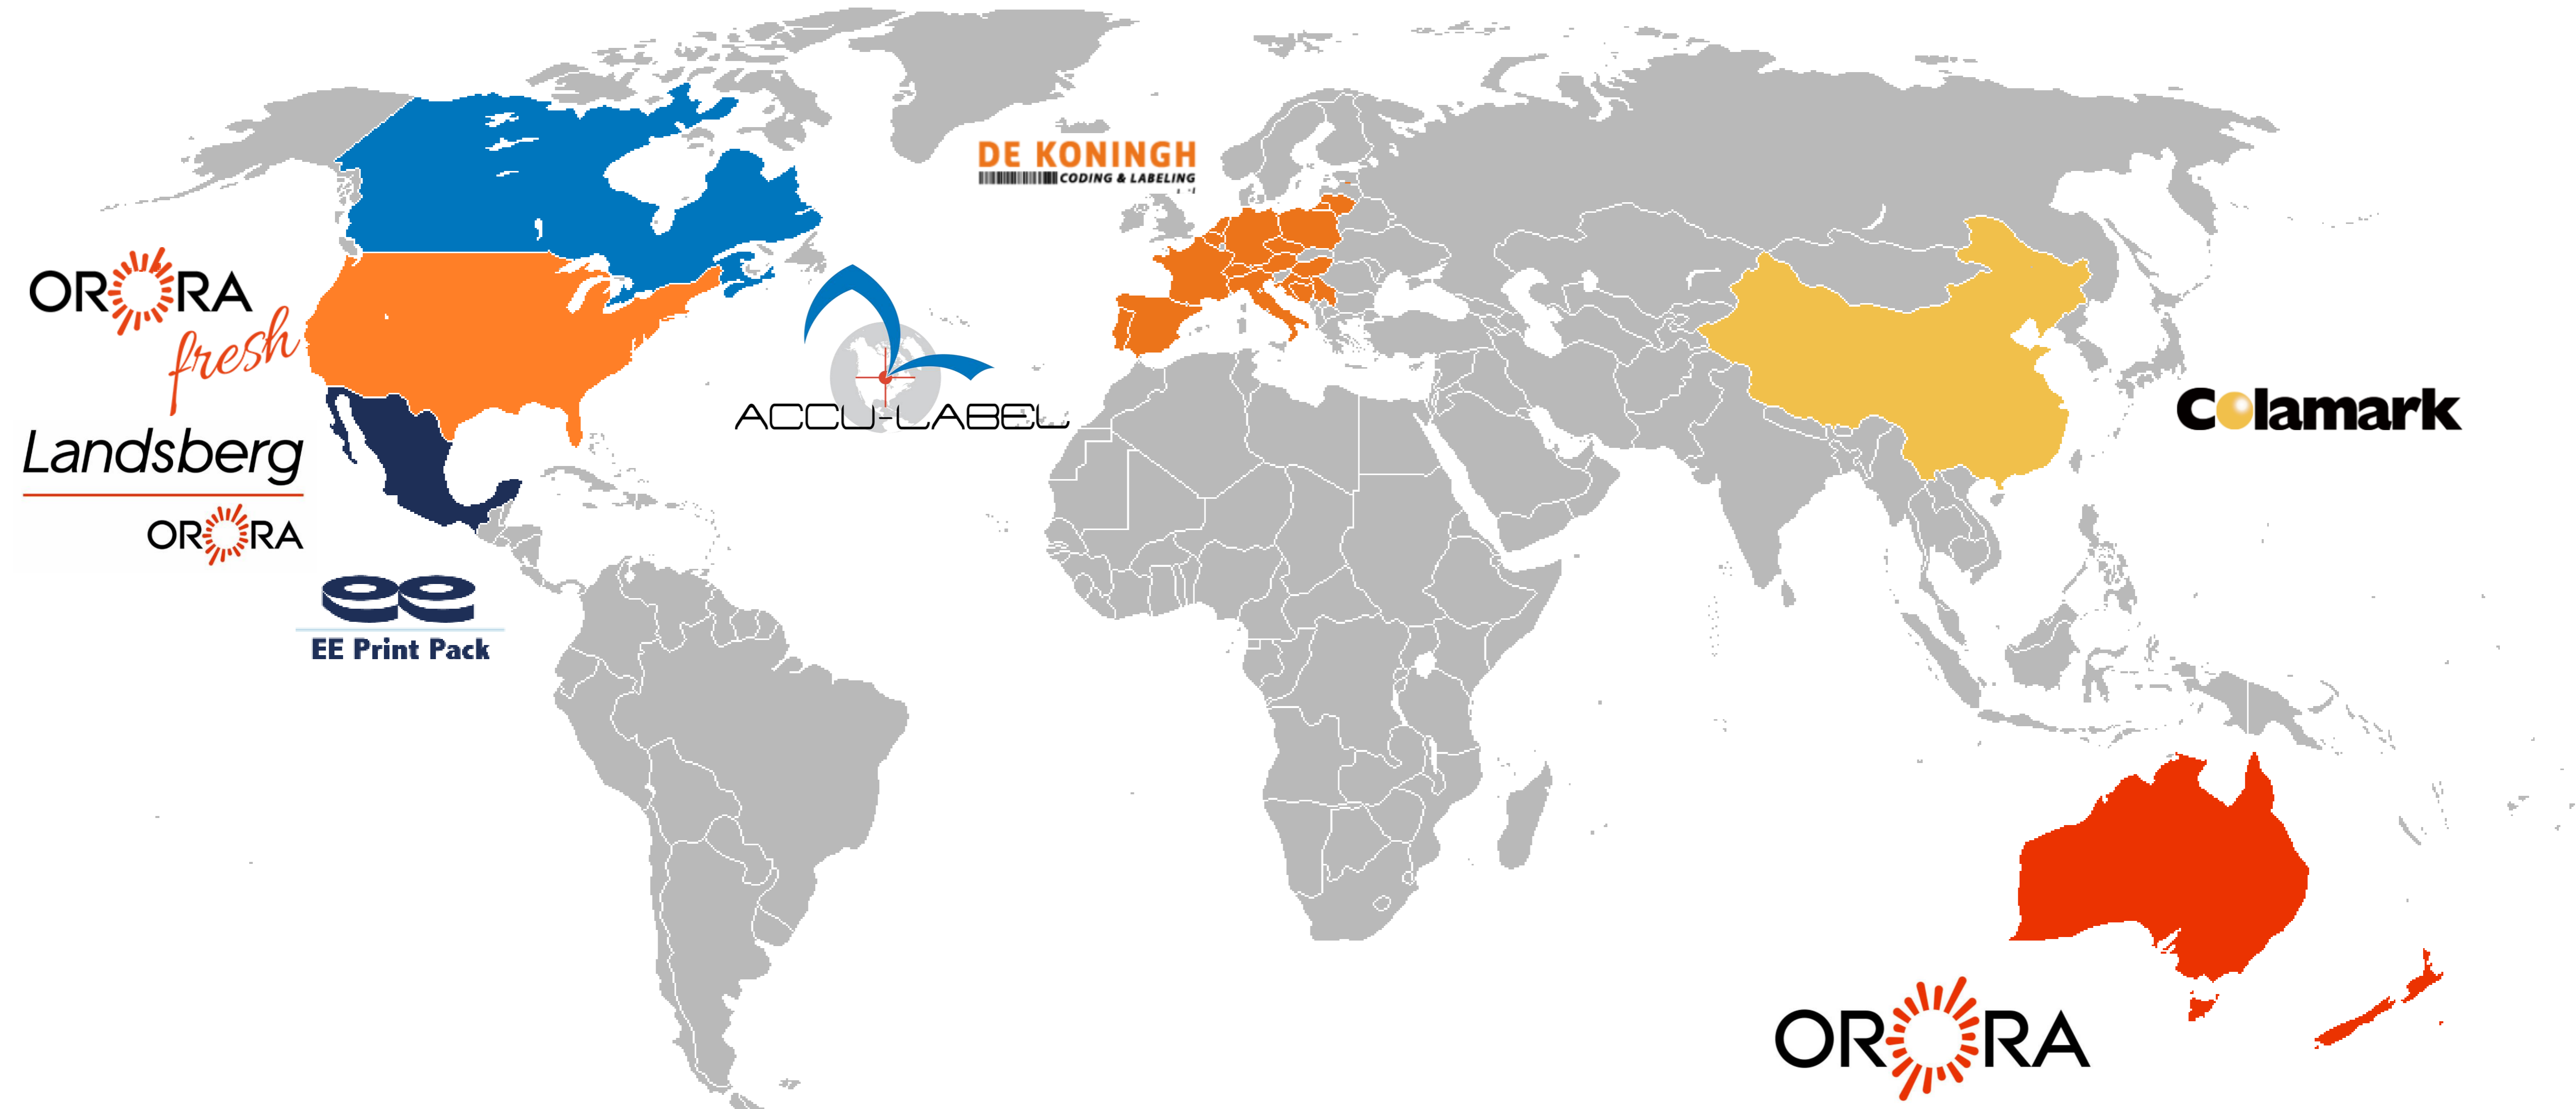 DE KONINGH
CODING & LABELING
ORORA
fresh
Landsberg
ORORA
EE Print Pack
ACCU-LABEL
Colamark
ORORA